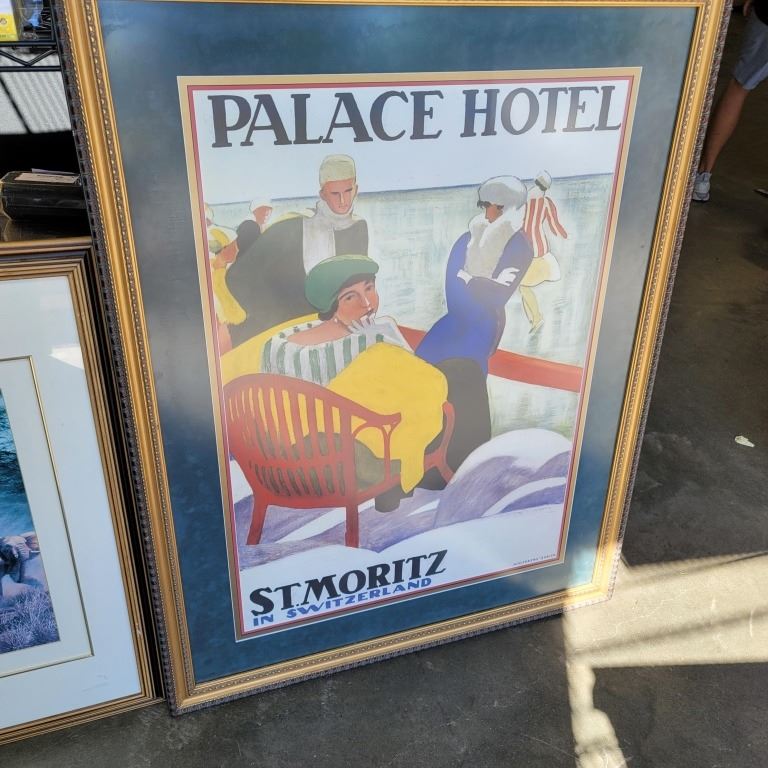 PALACE HOTEL
ST. MORITZ
IN SWITZERLAND